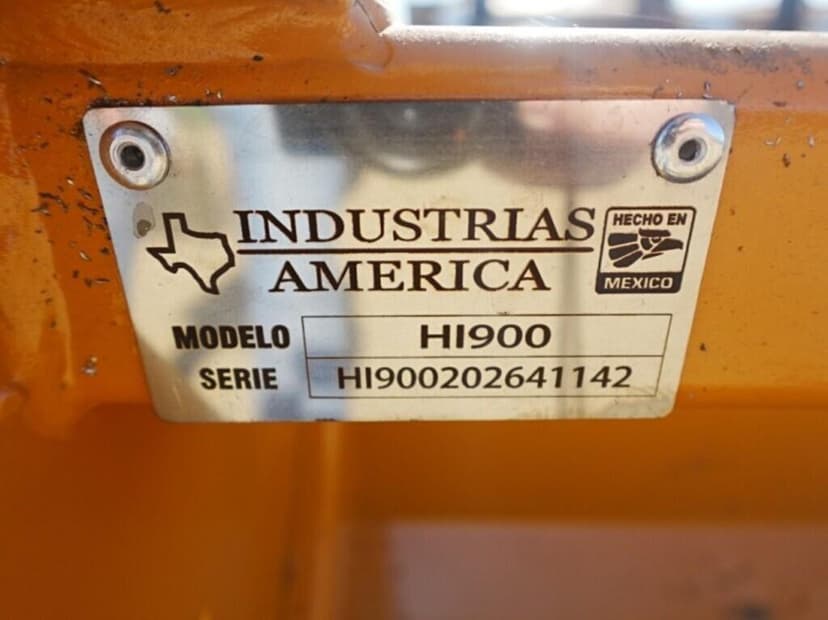 INDUSTRIAS
AMERICA
HECHO EN
MEXICO
MODELO HI900
SERIE HI900202641142